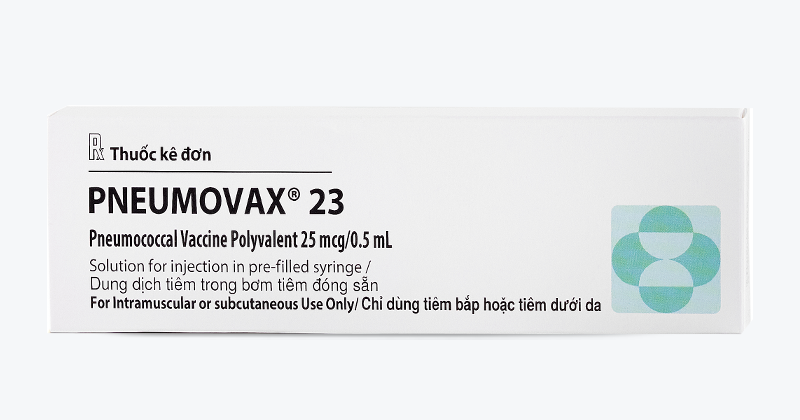 Rx Thuốc kê đơn
PNEUMOVAX® 23
Pneumococcal Vaccine Polyvalent 25 mcg/0.5 mL
Solution for injection in pre-filled syringe /
Dung dịch tiêm trong bơm tiêm đóng sẵn
For Intramuscular or subcutaneous Use Only/ Chỉ dùng tiêm bắp hoặc tiêm dưới da